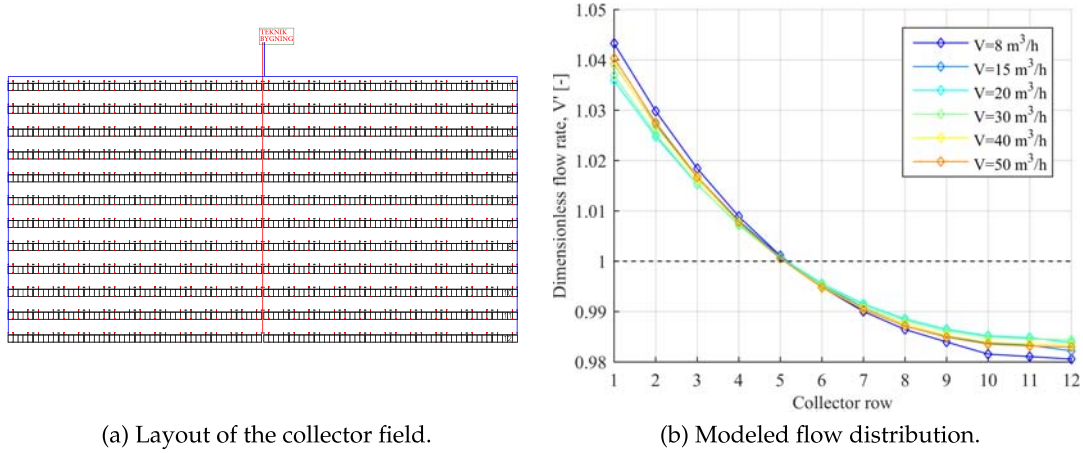 TEKNIK
BYGNING
(a) Layout of the collector field.
1.05
1.04
1.03
1.02
1.01
1
0.99
0.98
Dimensionless flow rate, V' [-]
V=8 m³/h
V=15 m³/h
V=20 m³/h
V=30 m³/h
V=40 m³/h
V=50 m³/h
1 2 3 4 5 6 7 8 9 10 11 12
Collector row
(b) Modeled flow distribution.